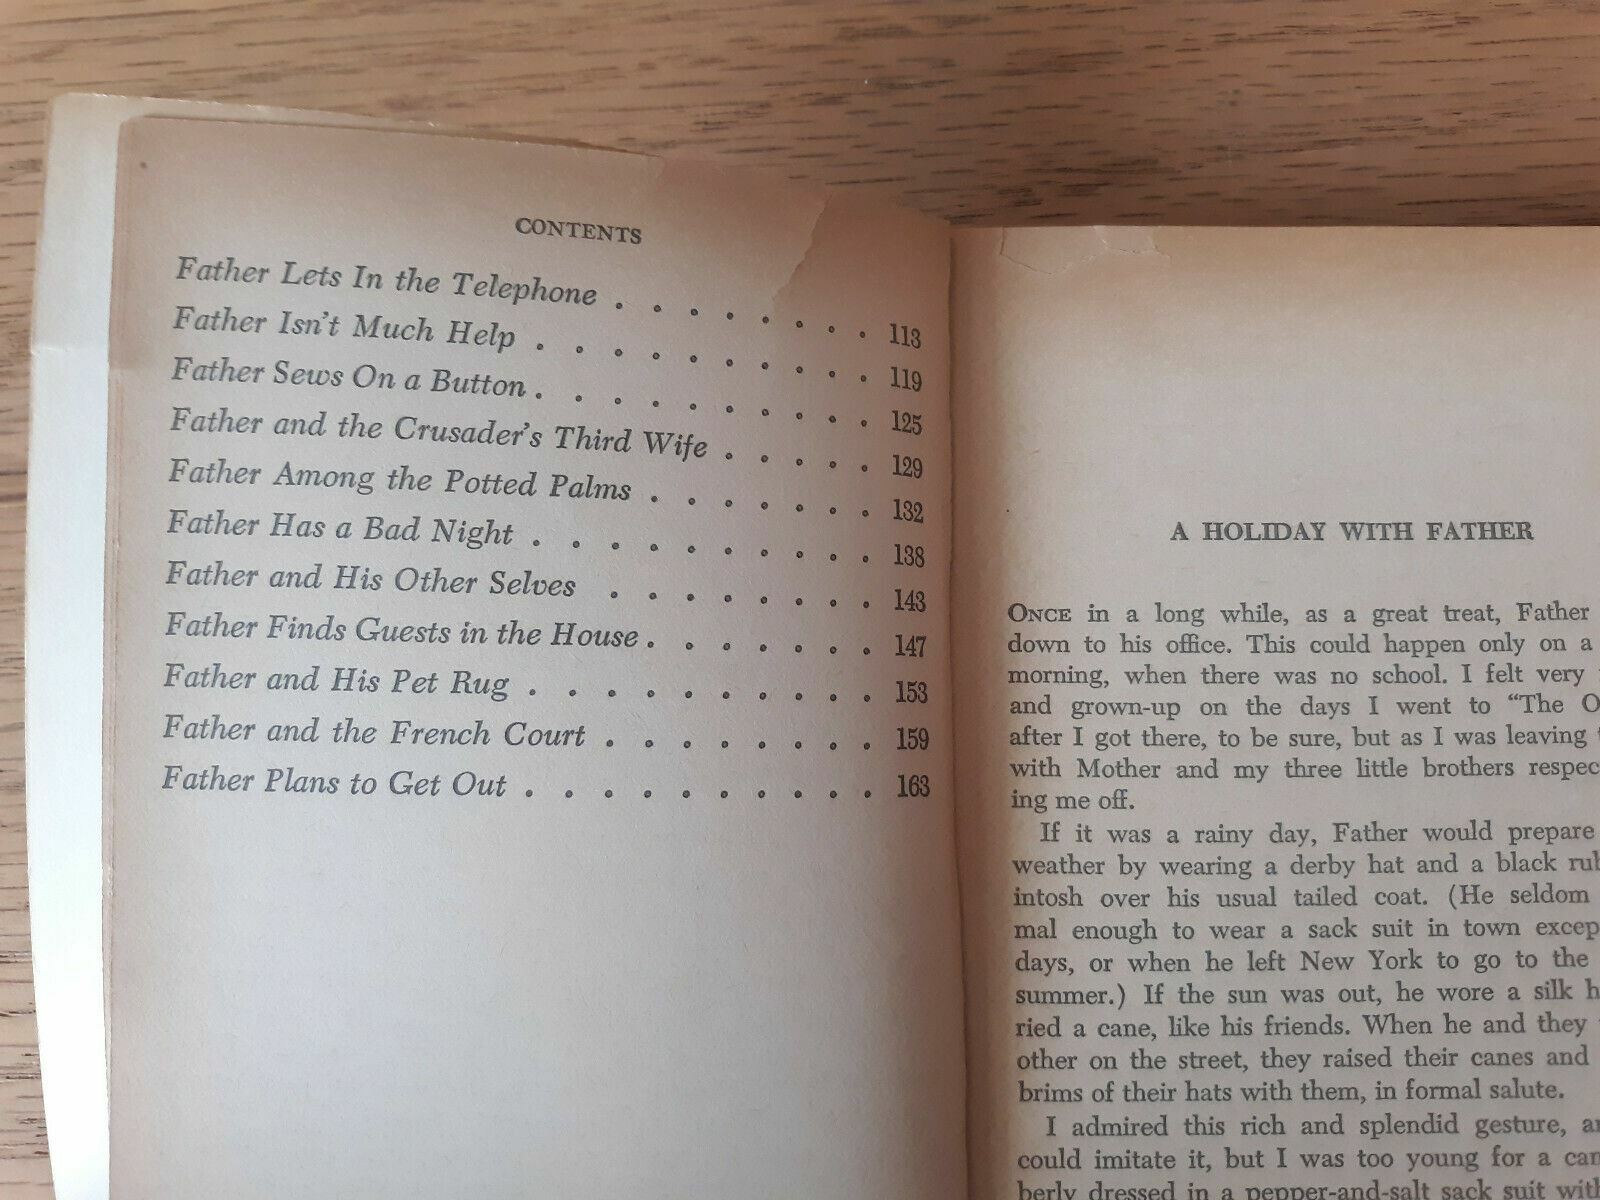 CONTENTS
Father Lets In the Telephone . . . . . . . . 113
Father Isn't Much Help . . . . . . . . . . 119
Father Sews On a Button . . . . . . . . . . 125
Father and the Crusader's Third Wife . . . . . 129
Father Among the Potted Palms . . . . . . . 132
Father Has a Bad Night . . . . . . . . . . 138
Father and His Other Selves . . . . . . . . 143
Father Finds Guests in the House . . . . . . . 147
Father and His Pet Rug . . . . . . . . . . 153
Father and the French Court . . . . . . . . 159
Father Plans to Get Out . . . . . . . . . . 163
A HOLIDAY WITH FATHER
ONCE in a long while, as a great treat, Father
down to his office. This could happen only on a
morning, when there was no school. I felt very
and grown-up on the days I went to "The O
after I got there, to be sure, but as I was leaving
with Mother and my three little brothers respec
ing me off.
If it was a rainy day, Father would prepare
weather by wearing a derby hat and a black rub
intosh over his usual tailed coat. (He seldom
mal enough to wear a sack suit in town excep
days, or when he left New York to go to the
summer.) If the sun was out, he wore a silk h
ried a cane, like his friends. When he and they
other on the street, they raised their canes and
brims of their hats with them, in formal salute.
I admired this rich and splendid gesture, a
could imitate it, but I was too young for a can
berly dressed in a pepper-and-salt sack suit with